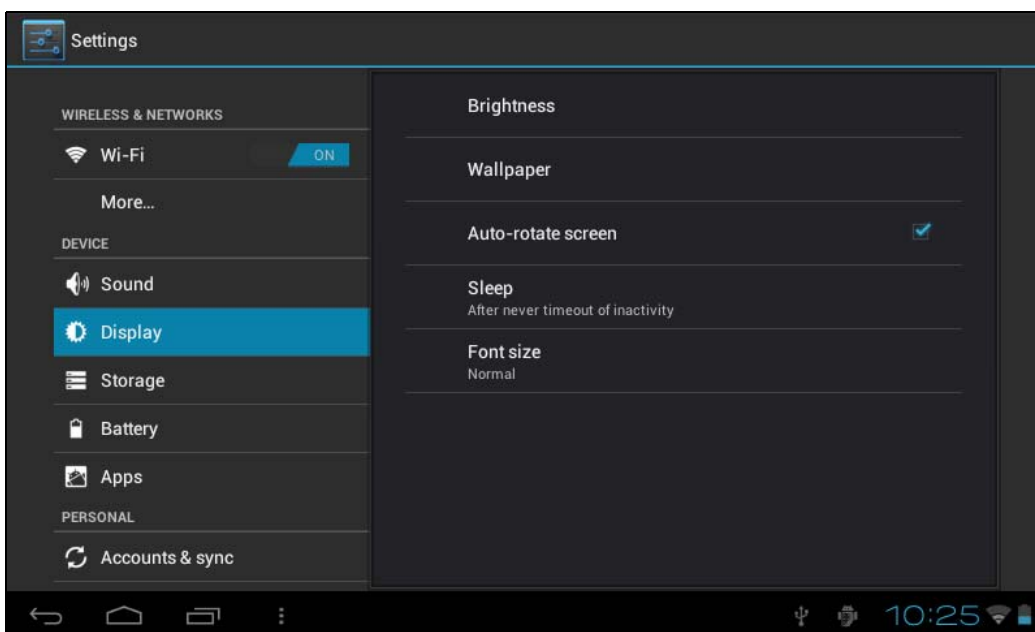 Settings
WIRELESS & NETWORKS
Wi-Fi
ON
More...
DEVICE
Sound
Display
Storage
Battery
Apps
PERSONAL
Accounts & sync
Brightness
Wallpaper
Auto-rotate screen
Sleep
After never timeout of inactivity
Font size
Normal
10:25